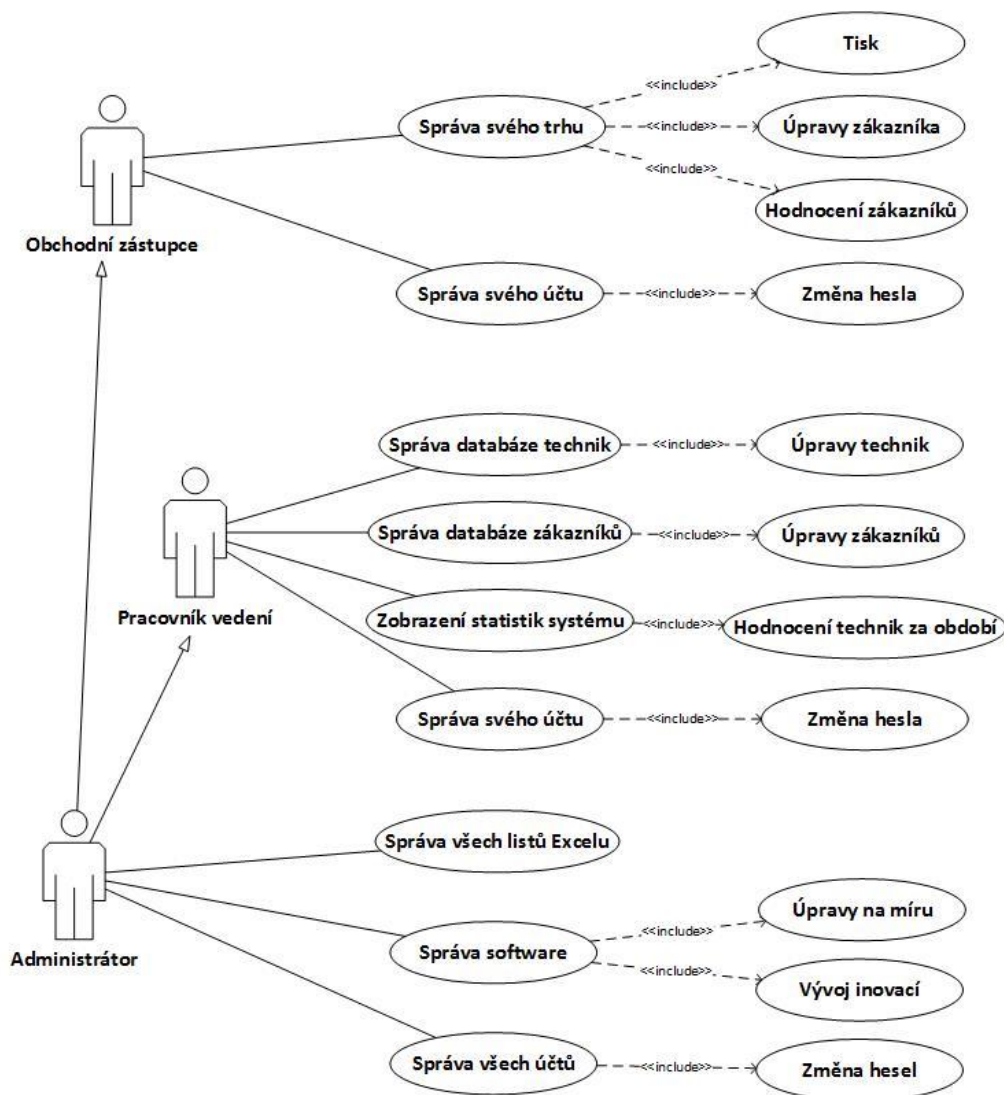 Tisk
<<include>>
Správa svého trhu
<<include>>
Úpravy zákazníka
<<include>>
Hodnocení zákazníků
Obchodní zástupce
Správa svého účtu
<<include>>
Změna hesla
Správa databáze technik
<<include>>
Úpravy technik
Správa databáze zákazníků
<<include>>
Úpravy zákazníků
Pracovník vedení
Zobrazení statistik systému
<<include>>
Hodnocení technik za období
Správa svého účtu
<<include>>
Změna hesla
Správa všech listů Excelu
Úpravy na míru
<<include>>
Správa software
Administrátor
<<include>>
Vývoj inovací
Správa všech účtů
<<include>>
Změna hesel